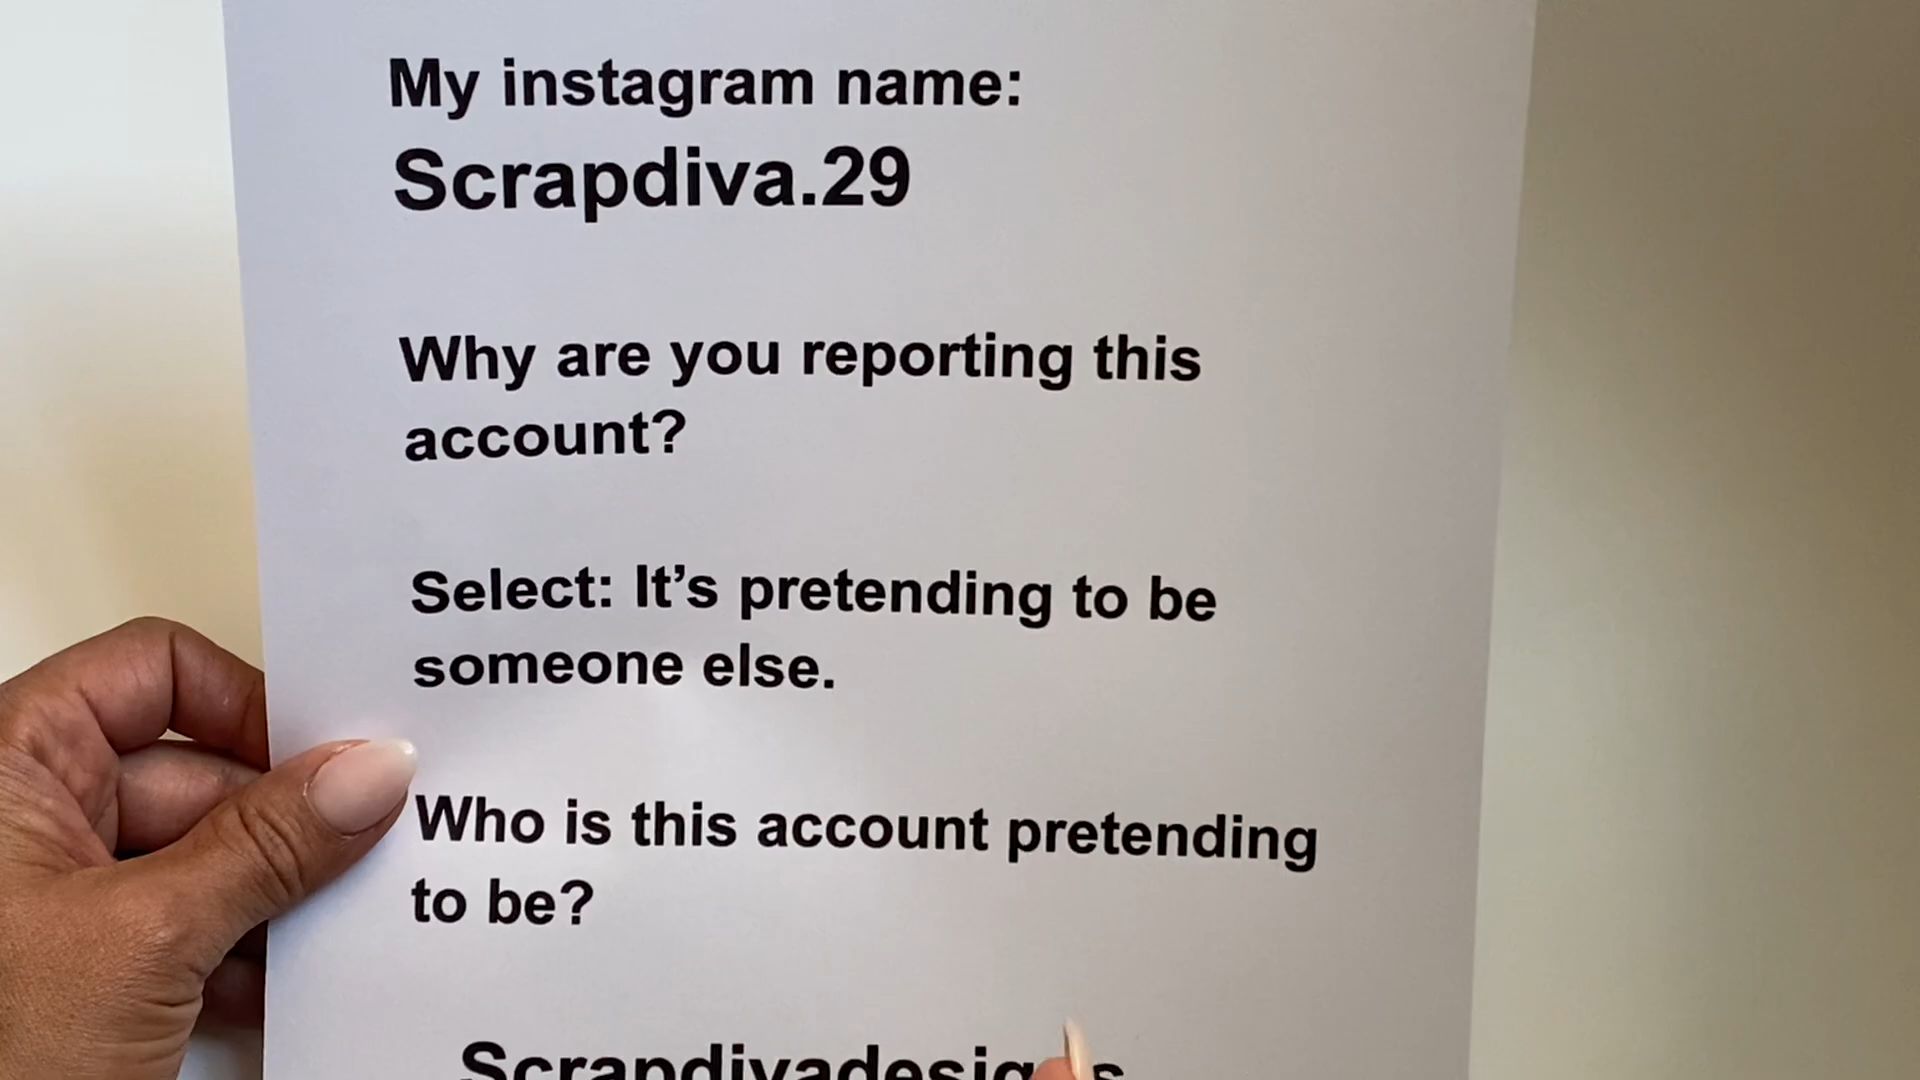 My instagram name:
Scrapdiva.29
Why are you reporting this
account?
Select: It’s pretending to be
someone else.
Who is this account pretending
to be?
Scrapdivadesigns